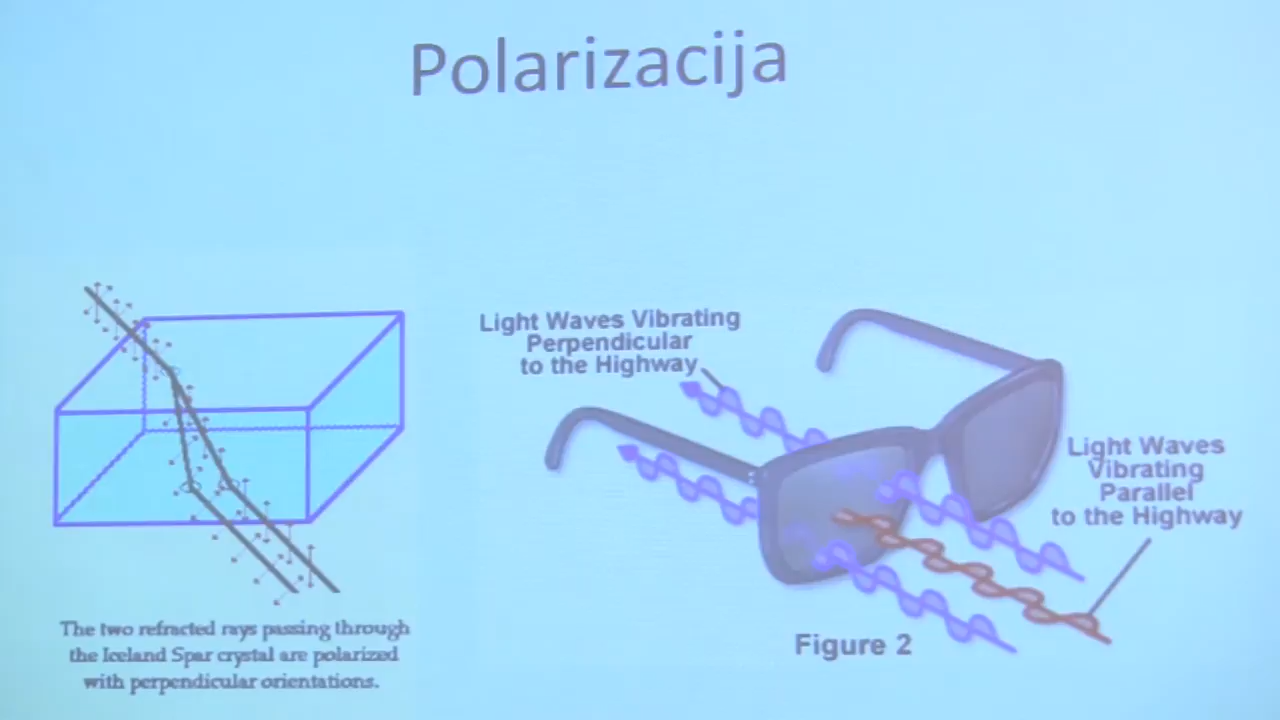 Polarizacija
Light Waves Vibrating
Perpendicular
to the Highway
Light Waves
Vibrating
Parallel
to the Highway
Figure 2
The two refracted rays passing through
the Iceland Spar crystal are polarized
with perpendicular orientations.